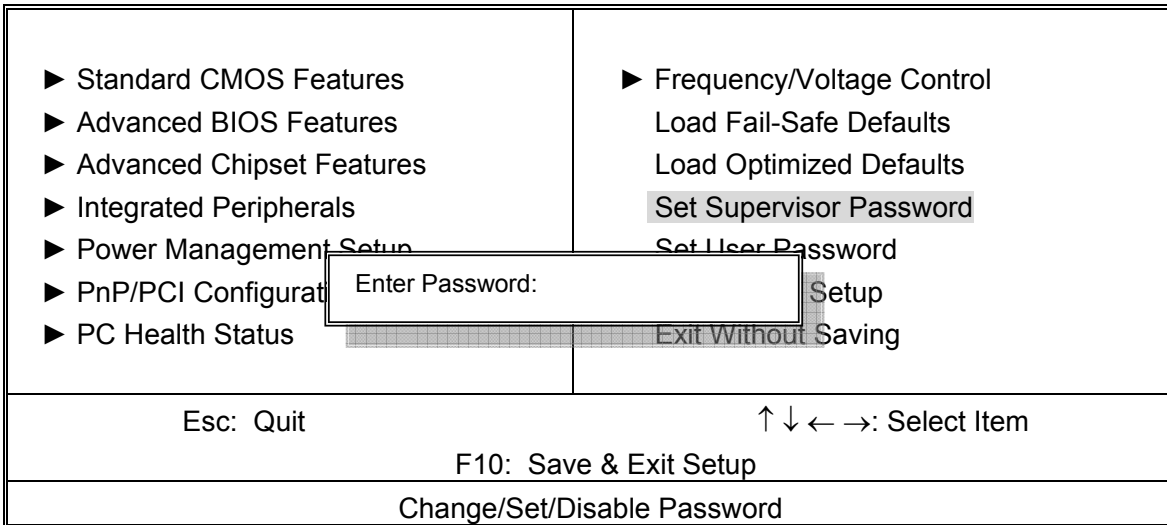 ► Standard CMOS Features
► Advanced BIOS Features
► Advanced Chipset Features
► Integrated Peripherals
► Power Management Setup
► PnP/PCI Configurati
► PC Health Status
► Frequency/Voltage Control
Load Fail-Safe Defaults
Load Optimized Defaults
Set Supervisor Password
Set User Password
Setup
Exit Without Saving
Enter Password:
Esc: Quit ↑ ↓ ← →: Select Item
F10: Save & Exit Setup
Change/Set/Disable Password